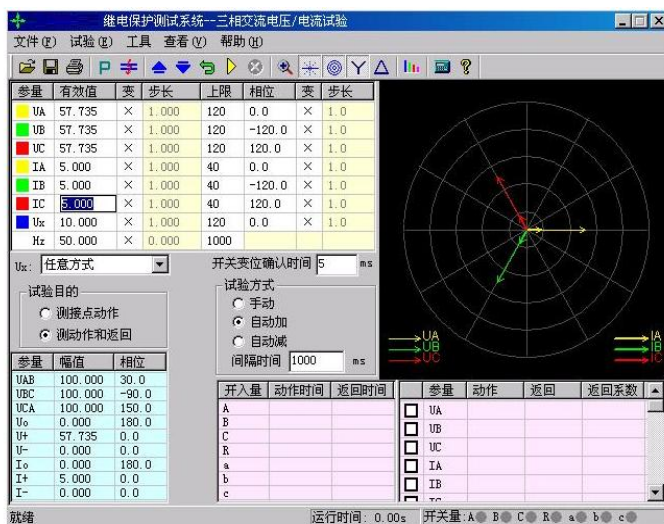 继电保护测试系统--三相交流电压/电流试验
文件(F) 试验(E) 工具 查看(V) 帮助(H)
参量 有效值 变 步长 上限 相位 变 步长
UA 57.735 × 1.000 120 0.0 × 1.0
UB 57.735 × 1.000 120 -120.0 × 1.0
UC 57.735 × 1.000 120 120.0 × 1.0
IA 5.000 × 1.000 40 0.0 × 1.0
IB 5.000 × 1.000 40 -120.0 × 1.0
IC 5.000 × 1.000 40 120.0 × 1.0
Ux 10.000 × 1.000 120 0.0 × 1.0
Hz 50.000 × 0.000 1000
Ux: 任意方式 开关变位确认时间 5 ms
试验目的
测接点动作
测动作和返回
试验方式
手动
自动加
自动减
间隔时间 1000 ms
UA IA
UB IB
UC IC
参量 幅值 相位
UAB 100.000 30.0
UBC 100.000 -90.0
UCA 100.000 150.0
Uo 0.000 180.0
U+ 57.735 0.0
U- 0.000 0.0
Io 0.000 180.0
I+ 5.000 0.0
I- 0.000 0.0
开入量 动作时间 返回时间
A
B
C
R
a
b
c
参量 动作 返回 返回系数
UA
UB
UC
IA
IB
就绪 运行时间: 0.00s 开关量:A B C R a b c